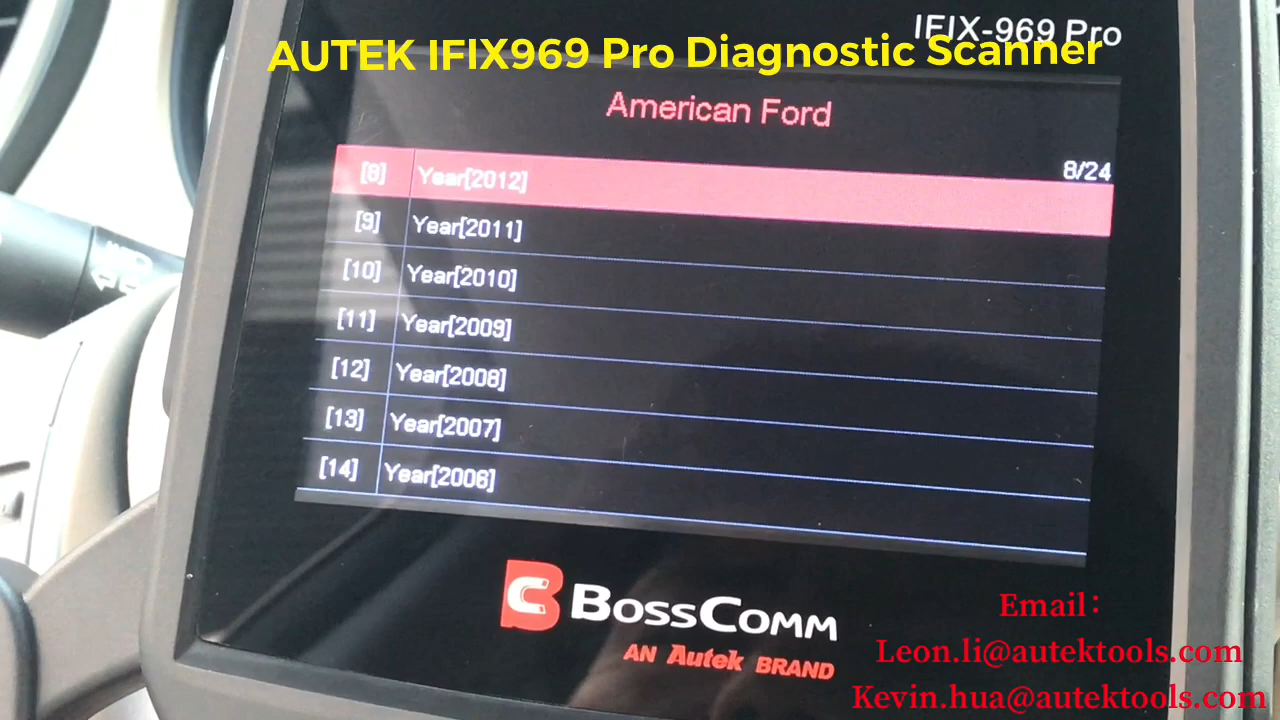 IFIX-969 Pro
AUTEK IFIX969 Pro Diagnostic Scanner
American Ford
8/24
[8] Year[2012]
[9] Year[2011]
[10] Year[2010]
[11] Year[2009]
[12] Year[2008]
[13] Year[2007]
[14] Year[2006]
BossComm
AN Autek BRAND
Email:
Leon.li@autektools.com
Kevin.hua@autektools.com